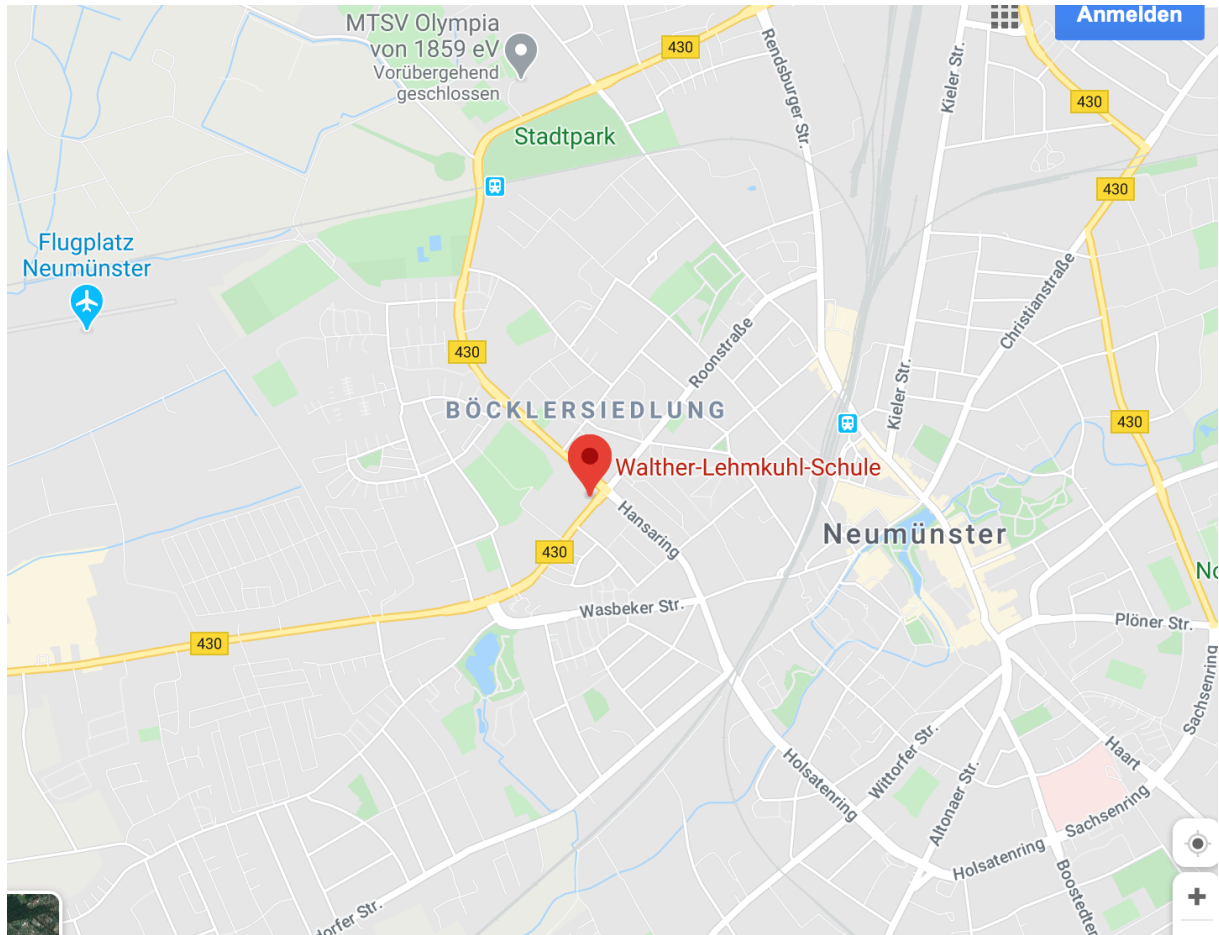 MTSV Olympia
von 1859 eV
Vorübergehend
geschlossen
Anmelden
430
Rendsburger Str.
Kieler Str.
430
Stadtpark
430
Flugplatz
Neumünster
Christianstraße
430
Roonstraße
Kieler Str.
BÖCKLERSIEDLUNG
430
Walther-Lehmkuhl-Schule
Hansaring
Neumünster
430
No
Wasbeker Str.
Plöner Str.
430
Sachsenring
Haart
Wittorfer Str.
Holsatenring
Altonaer Str.
Sachsenring
Holsatenring
Boostedter
orfer Str.